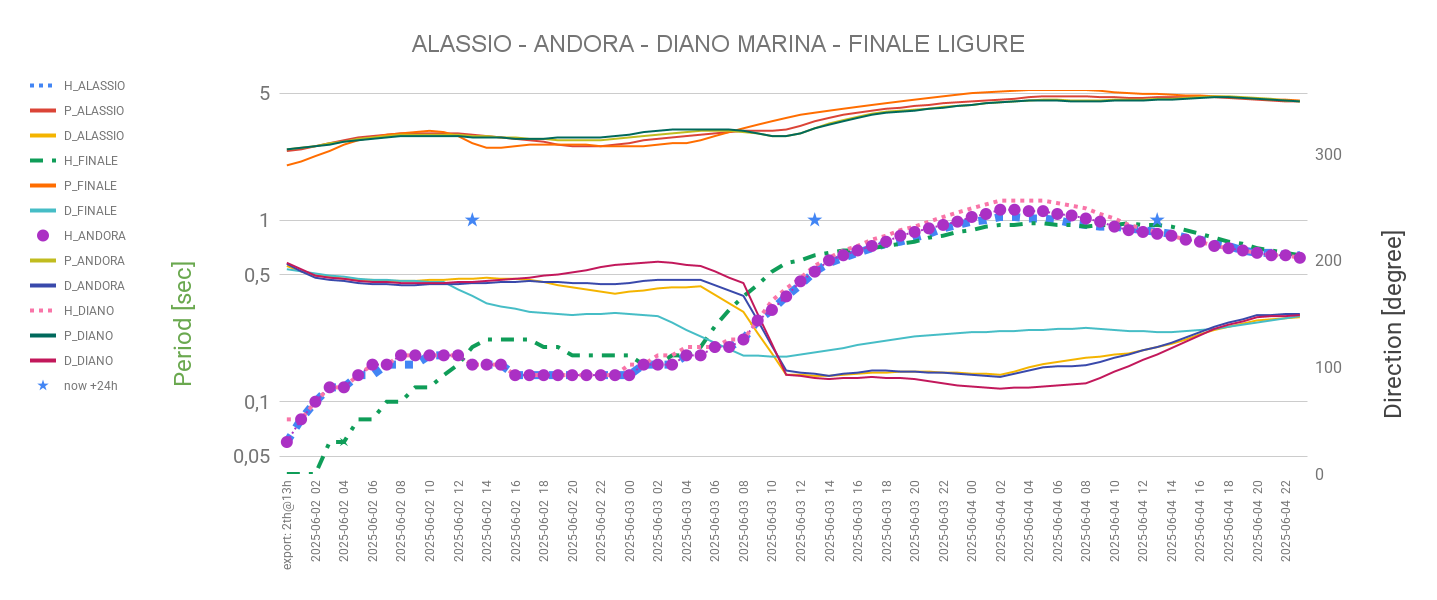 ALASSIO - ANDORA - DIANO MARINA - FINALE LIGURE
H_ALASSIO
P_ALASSIO
D_ALASSIO
H_FINALE
P_FINALE
D_FINALE
H_ANDORA
P_ANDORA
D_ANDORA
H_DIANO
P_DIANO
D_DIANO
now +24h
Period [sec]
5
1
0,5
0,1
0,05
300
200
100
0
Direction [degree]
export: 2th@13h
2025-06-02 02
2025-06-02 04
2025-06-02 06
2025-06-02 08
2025-06-02 10
2025-06-02 12
2025-06-02 14
2025-06-02 16
2025-06-02 18
2025-06-02 20
2025-06-02 22
2025-06-03 00
2025-06-03 02
2025-06-03 04
2025-06-03 06
2025-06-03 08
2025-06-03 10
2025-06-03 12
2025-06-03 14
2025-06-03 16
2025-06-03 18
2025-06-03 20
2025-06-03 22
2025-06-04 00
2025-06-04 02
2025-06-04 04
2025-06-04 06
2025-06-04 08
2025-06-04 10
2025-06-04 12
2025-06-04 14
2025-06-04 16
2025-06-04 18
2025-06-04 20
2025-06-04 22